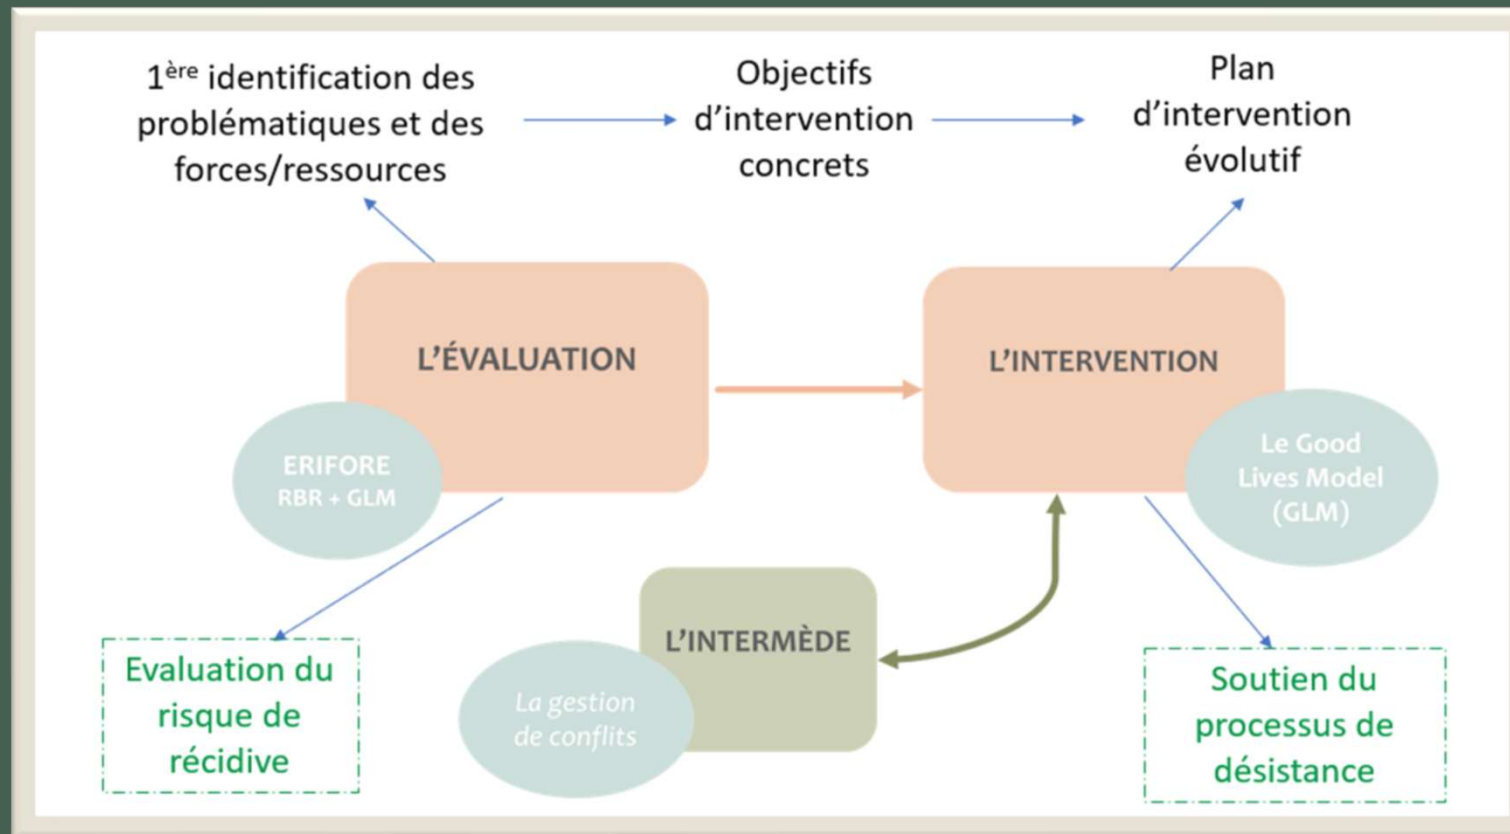 1ère identification des
problématiques et des
forces/ressources
Objectifs
d'intervention
concrets
Plan
d'intervention
évolutif
L'ÉVALUATION
L'INTERVENTION
ERIFORE
RBR + GLM
Le Good
Lives Model
(GLM)
L'INTERMÈDE
La gestion
de conflits
Evaluation du
risque de
récidive
Soutien du
processus de
désistance